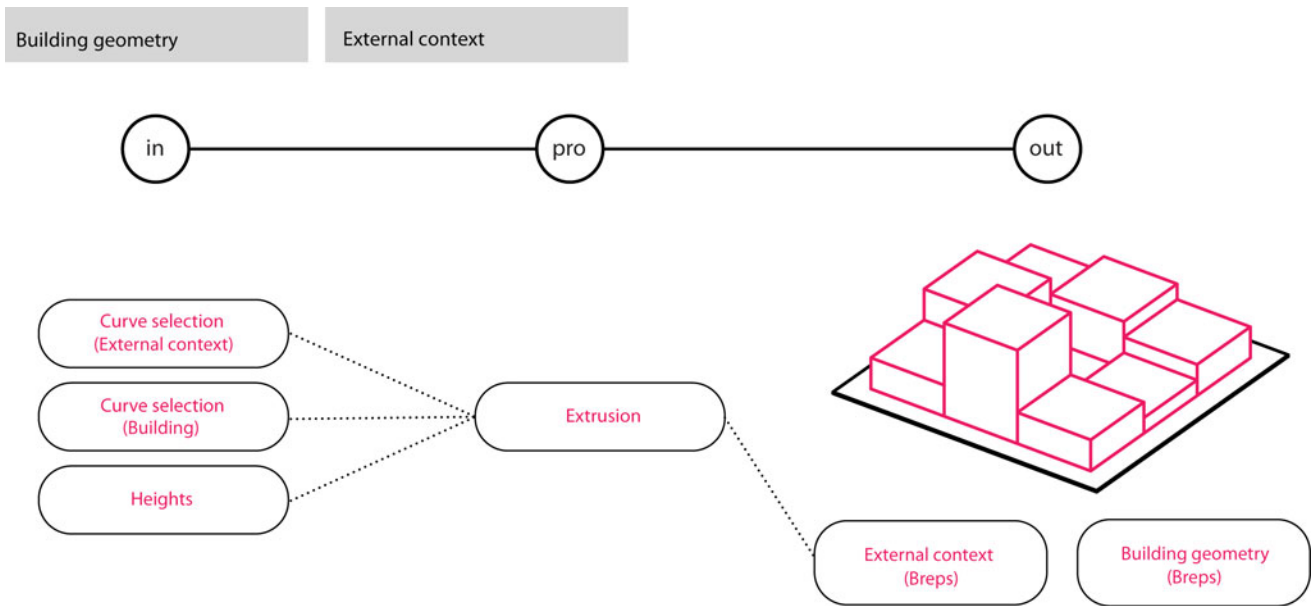 Building geometry
External context
in
pro
out
Curve selection
(External context)
Curve selection
(Building)
Heights
Extrusion
External context
(Breps)
Building geometry
(Breps)